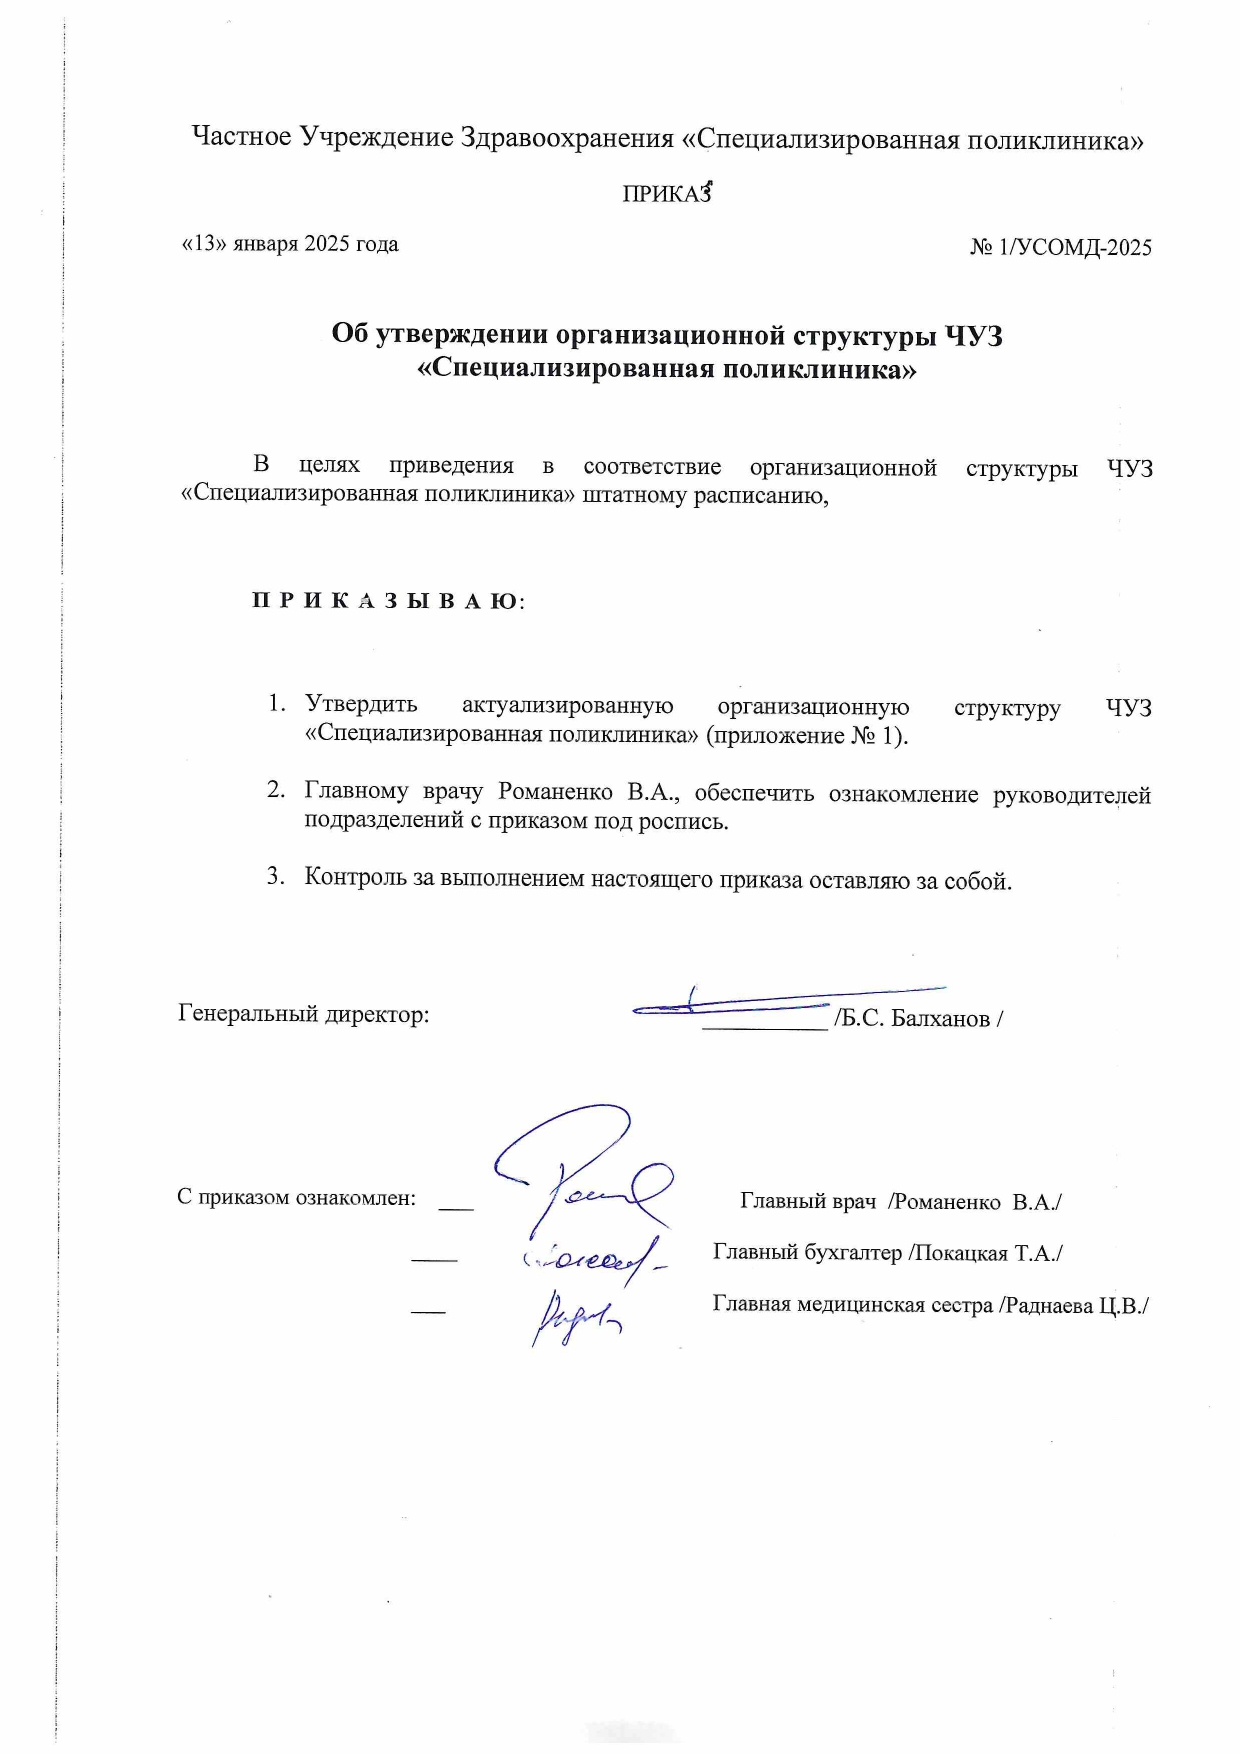 Частное Учреждение Здравоохранения «Специализированная поликлиника»
ПРИКАЗ
«13» января 2025 года № 1/УСОМД-2025
Об утверждении организационной структуры ЧУЗ
«Специализированная поликлиника»
В целях приведения в соответствие организационной структуры ЧУЗ
«Специализированная поликлиника» штатному расписанию,
П Р И К А З Ы В А Ю:
1. Утвердить актуализированную организационную структуру ЧУЗ
«Специализированная поликлиника» (приложение № 1).
2. Главному врачу Романенко В.А., обеспечить ознакомление руководителей
подразделений с приказом под роспись.
3. Контроль за выполнением настоящего приказа оставляю за собой.
Генеральный директор: __________ /Б.С. Балханов /
С приказом ознакомлен: ___ Главный врач /Романенко В.А./
____ Главный бухгалтер /Покацкая Т.А./
___ Главная медицинская сестра /Раднаева Ц.В./